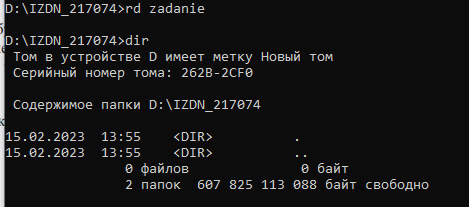 D:\IZDN_217074>rd zadanie
D:\IZDN_217074>dir
Том в устройстве D имеет метку Новый том
Серийный номер тома: 262B-2CF0
Содержимое папки D:\IZDN_217074
15.02.2023  13:55    <DIR>          .
15.02.2023  13:55    <DIR>          ..
0 файлов              0 байт
2 папок  607 825 113 088 байт свободно